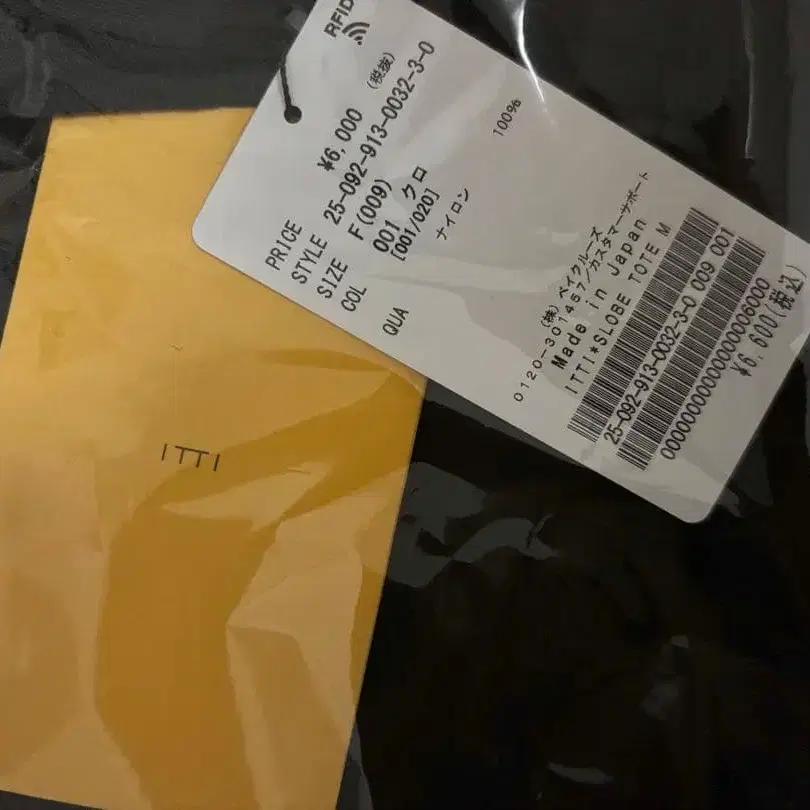 RFID
PRICE ¥6,000 (税抜)
STYLE 25-092-913-0032-3-0
SIZE F(009)
COL 001 クロ
[001/020]
QUA ナイロン 100%
(株)ベイクルーズ
0120-301457/カスタマーサポート
Made in Japan
ITTI*SLOBE TOTE M
25-092-913-0032-3-0 009 001
0000000000000006000
¥6,600(税込)
ITTI